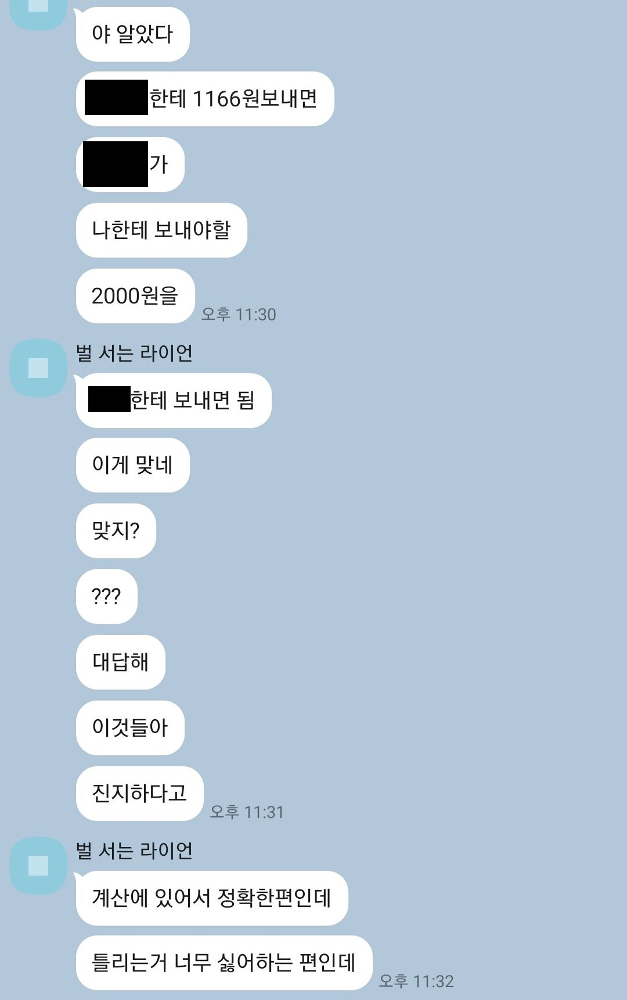 야 알았다
한테 1166원보내면
가
나한테 보내야할
2000원을
오후 11:30
벌 서는 라이언
한테 보내면 됨
이게 맞네
맞지?
???
대답해
이것들아
진지하다고
오후 11:31
벌 서는 라이언
계산에 있어서 정확한편인데
틀리는거 너무 싫어하는 편인데
오후 11:32